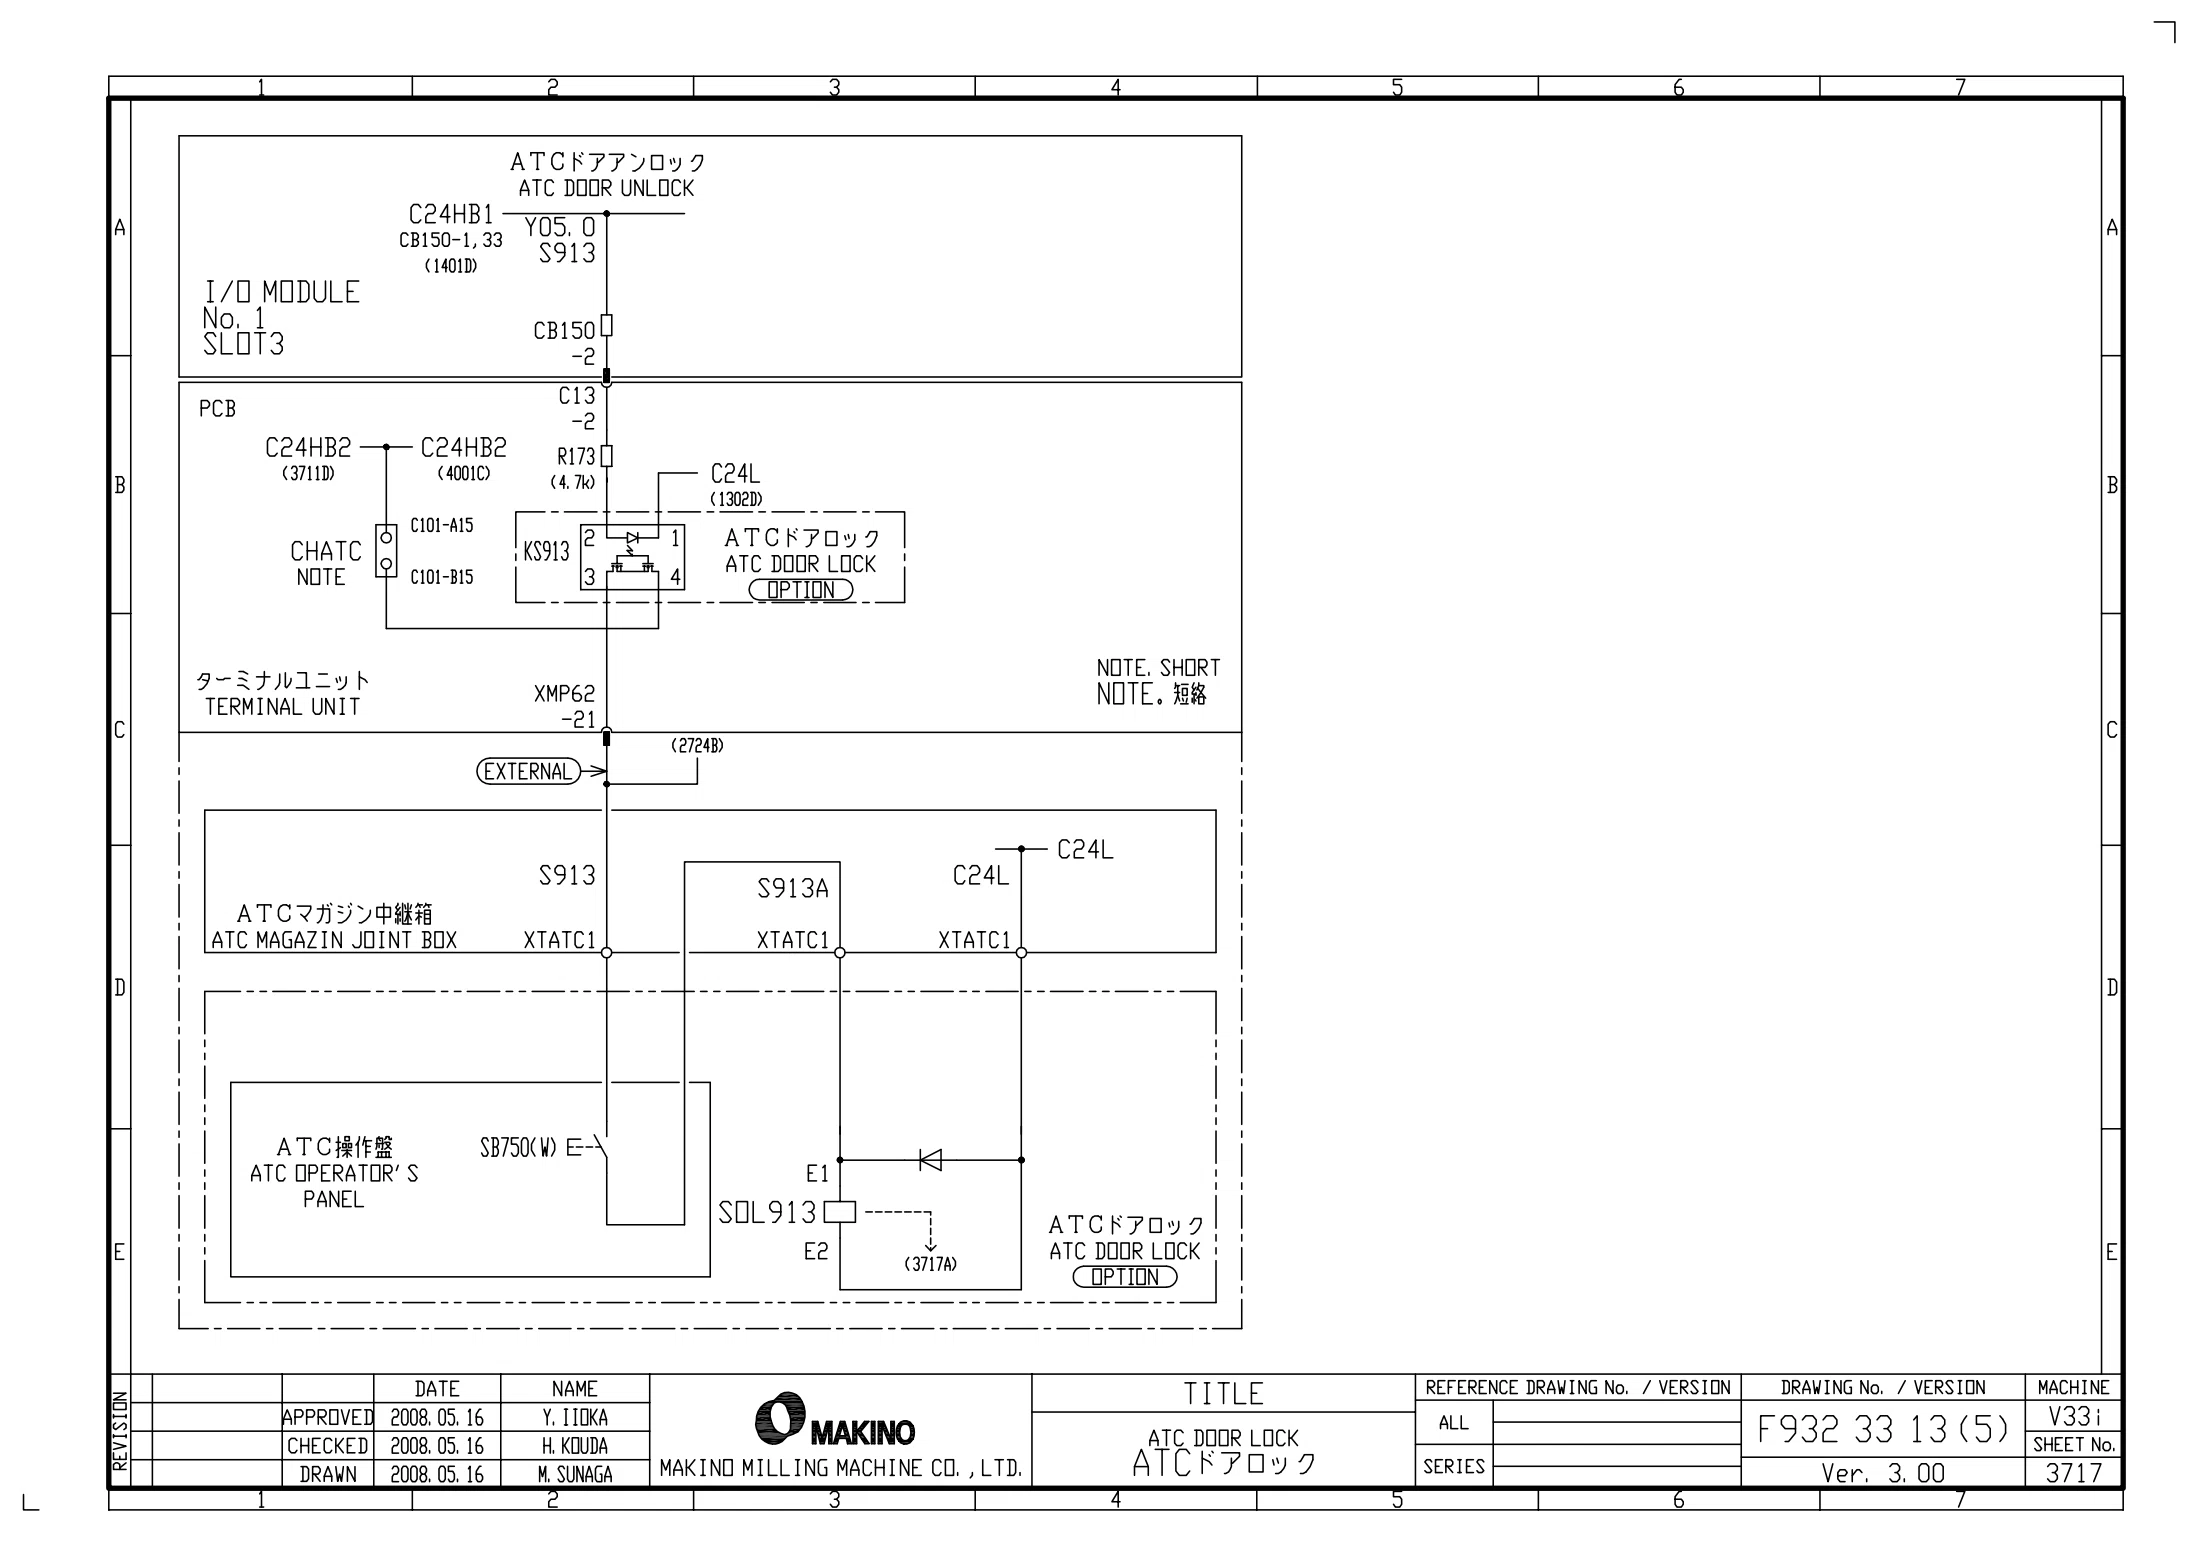 1 2 3 4 5 6 7
A
A
B
B
C
C
D
D
E
E
ATCドアアンロック
ATC DOOR UNLOCK
C24HB1
CB150-1,33
(1401D)
Y05.0
S913
I/O MODULE
No.1
SLOT3
CB150
-2
PCB
C13
-2
C24HB2
(3711D)
C24HB2
(4001C)
R173
(4.7k)
C24L
(1302D)
CHATC
NOTE
C101-A15
C101-B15
KS913
2
1
3
4
ATCドアロック
ATC DOOR LOCK
OPTION
ターミナルユニット
TERMINAL UNIT
XMP62
-21
NOTE. SHORT
NOTE。短絡
EXTERNAL
(2724B)
S913
S913A
C24L
C24L
ATCマガジン中継箱
ATC MAGAZIN JOINT BOX
XTATC1
XTATC1
XTATC1
ATC操作盤
ATC OPERATOR'S
PANEL
SB750(W)
E1
SOL913
E2
(3717A)
ATCドアロック
ATC DOOR LOCK
OPTION
REVISION
DATE
NAME
APPROVED 2008.05.16 Y.IIOKA
CHECKED 2008.05.16 H.KOUDA
DRAWN 2008.05.16 M.SUNAGA
MAKINO
MAKINO MILLING MACHINE CO.,LTD.
TITLE
ATC DOOR LOCK
ATCドアロック
REFERENCE DRAWING No. / VERSION
ALL
SERIES
DRAWING No. / VERSION
F932 33 13(5)
Ver. 3.00
MACHINE
V33i
SHEET No.
3717
1 2 3 4 5 6 7